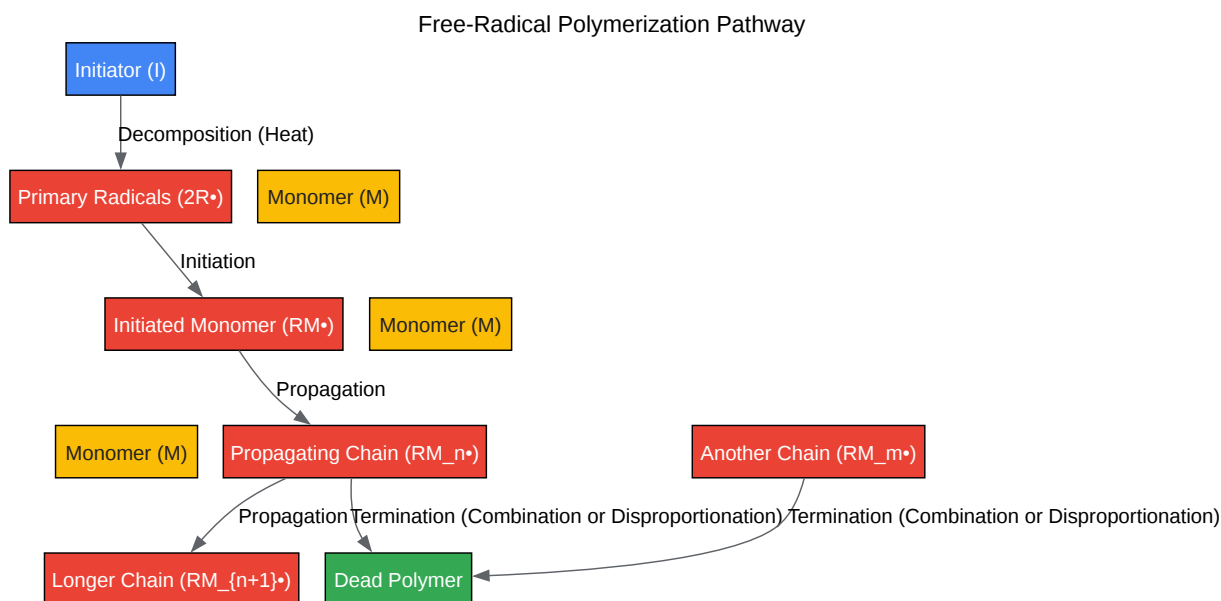 Free-Radical Polymerization Pathway
Initiator (I)
Decomposition (Heat)
Primary Radicals (2R•)
Monomer (M)
Initiation
Initiated Monomer (RM•)
Monomer (M)
Propagation
Monomer (M)
Propagating Chain (RM_n•)
Another Chain (RM_m•)
Propagation
Termination (Combination or Disproportionation)
Termination (Combination or Disproportionation)
Longer Chain (RM_{n+1}•)
Dead Polymer